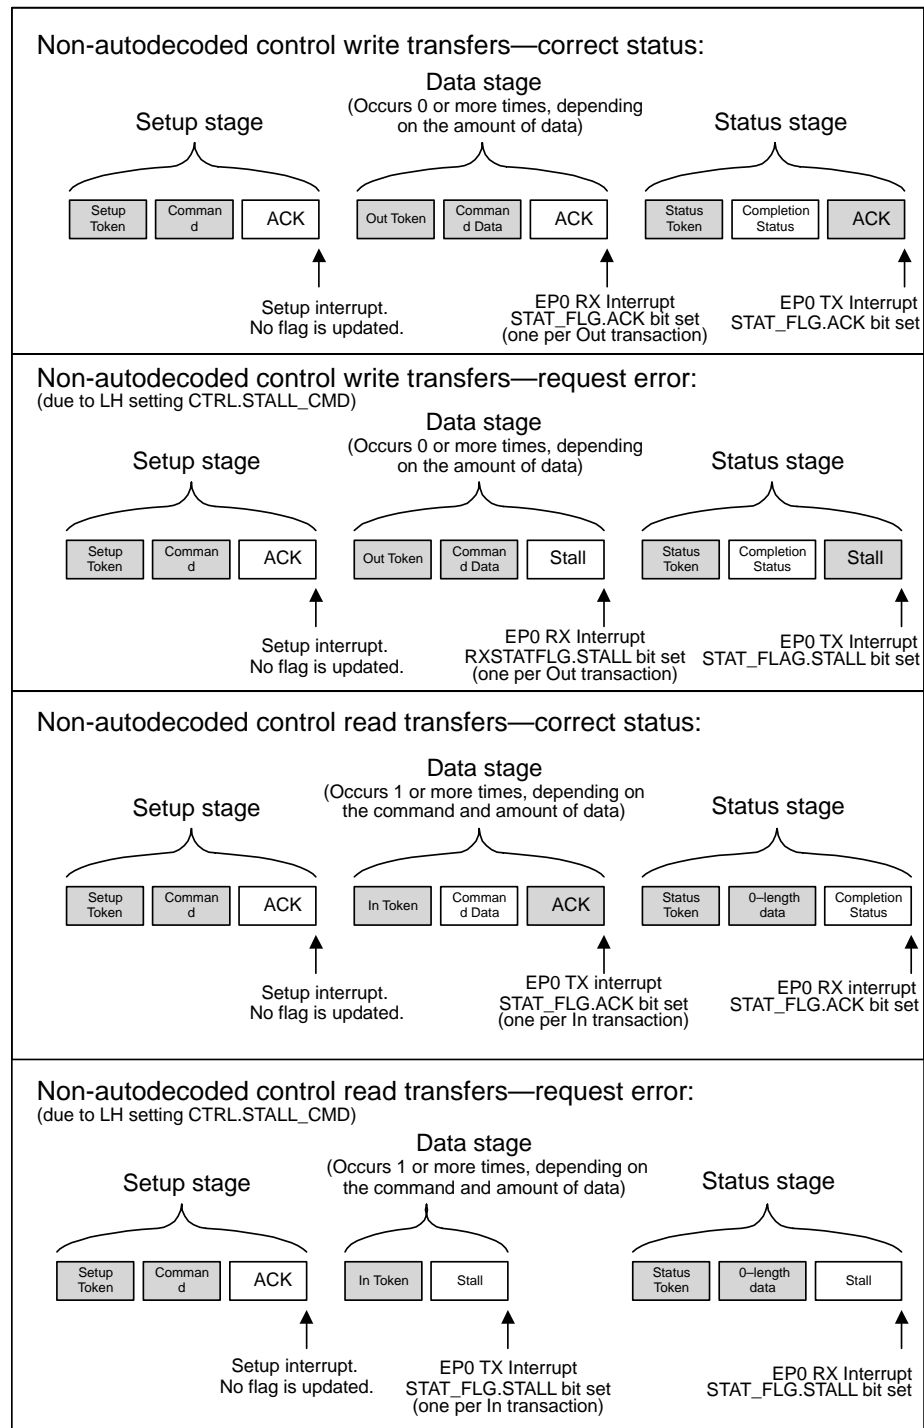 Non-autodecoded control write transfers—correct status:
Data stage
(Occurs 0 or more times, depending
on the amount of data)
Setup stage
Status stage
Setup
Token
Comman
d
ACK
Out Token
Comman
d Data
ACK
Status
Token
Completion
Status
ACK
Setup interrupt.
No flag is updated.
EP0 RX Interrupt
STAT_FLG.ACK bit set
(one per Out transaction)
EP0 TX Interrupt
STAT_FLG.ACK bit set
Non-autodecoded control write transfers—request error:
(due to LH setting CTRL.STALL_CMD)
Data stage
(Occurs 0 or more times, depending
on the amount of data)
Setup stage
Status stage
Setup
Token
Comman
d
ACK
Out Token
Comman
d Data
Stall
Status
Token
Completion
Status
Stall
Setup interrupt.
No flag is updated.
EP0 RX Interrupt
RXSTATFLG.STALL bit set
(one per Out transaction)
EP0 TX Interrupt
STAT_FLAG.STALL bit set
Non-autodecoded control read transfers—correct status:
Data stage
(Occurs 1 or more times, depending on
the command and amount of data)
Setup stage
Status stage
Setup
Token
Comman
d
ACK
In Token
Comman
d Data
ACK
Status
Token
0–length
data
Completion
Status
Setup interrupt.
No flag is updated.
EP0 TX interrupt
STAT_FLG.ACK bit set
(one per In transaction)
EP0 RX interrupt
STAT_FLG.ACK bit set
Non-autodecoded control read transfers—request error:
(due to LH setting CTRL.STALL_CMD)
Data stage
(Occurs 1 or more times, depending on
the command and amount of data)
Setup stage
Status stage
Setup
Token
Comman
d
ACK
In Token
Stall
Status
Token
0–length
data
Stall
Setup interrupt.
No flag is updated.
EP0 TX Interrupt
STAT_FLG.STALL bit set
(one per In transaction)
EP0 RX Interrupt
STAT_FLG.STALL bit set